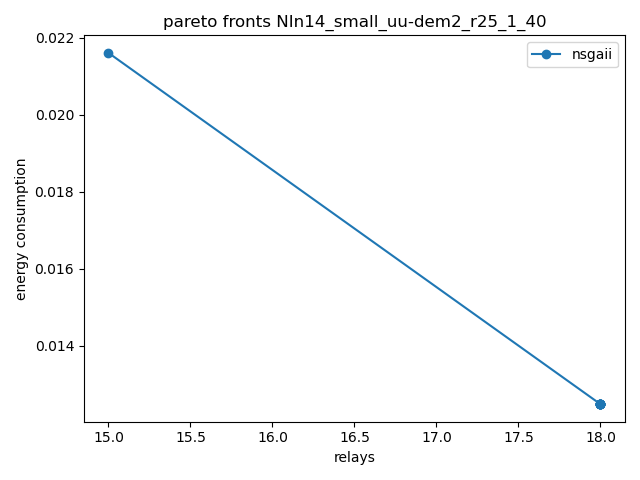 pareto fronts NIn14_small_uu-dem2_r25_1_40
nsgaii
energy consumption
0.022
0.020
0.018
0.016
0.014
15.0 15.5 16.0 16.5 17.0 17.5 18.0
relays